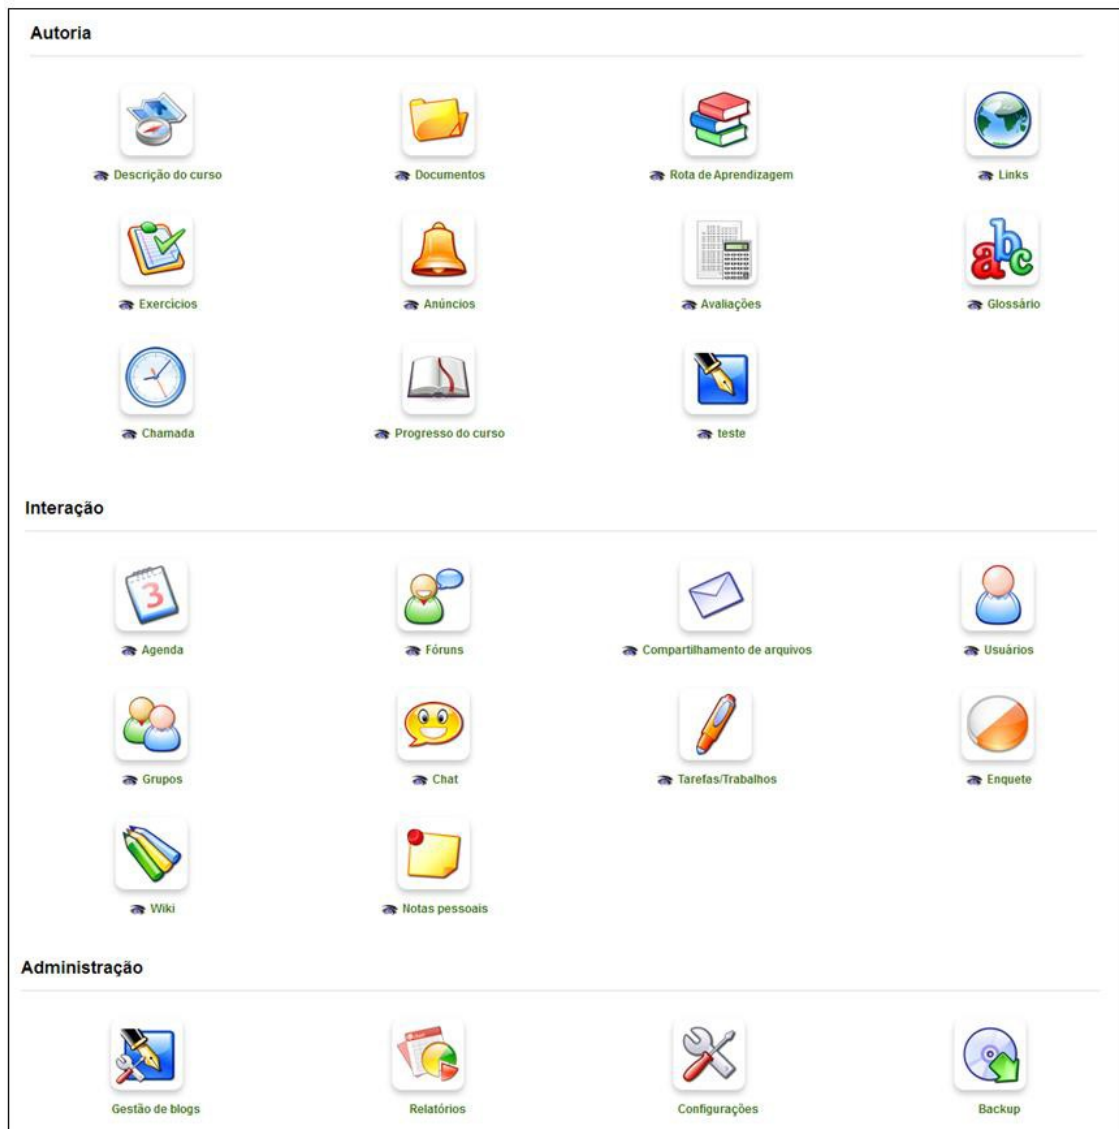 Autoria
Descrição do curso
Documentos
Rota de Aprendizagem
Links
Exercícios
Anúncios
Avaliações
Glossário
Chamada
Progresso do curso
teste
Interação
3
Agenda
Fóruns
Compartilhamento de arquivos
Usuários
Grupos
Chat
Tarefas/Trabalhos
Enquete
Wiki
Notas pessoais
Administração
Gestão de blogs
Relatórios
Configurações
Backup
abc